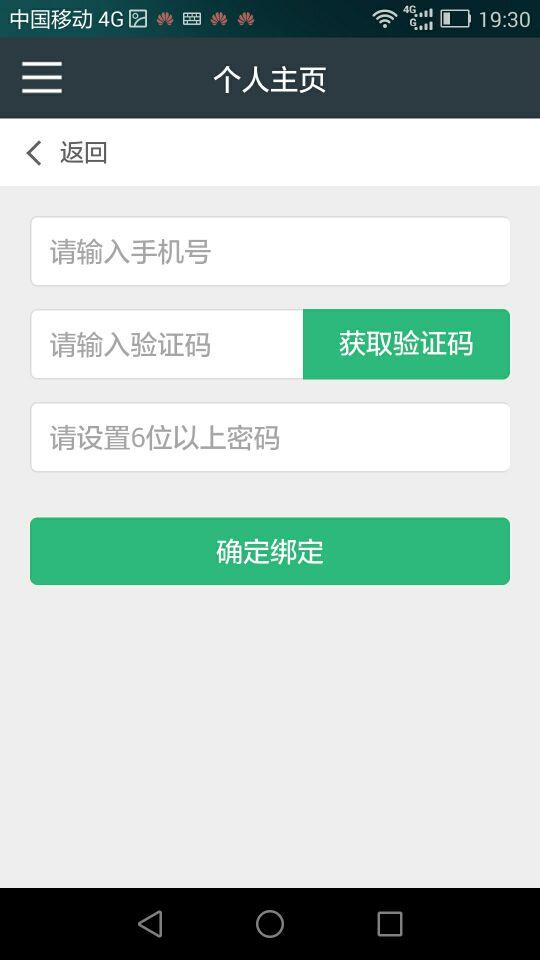 中国移动 4G 4G G 19:30
个人主页
返回
请输入手机号
请输入验证码 获取验证码
请设置6位以上密码
确定绑定